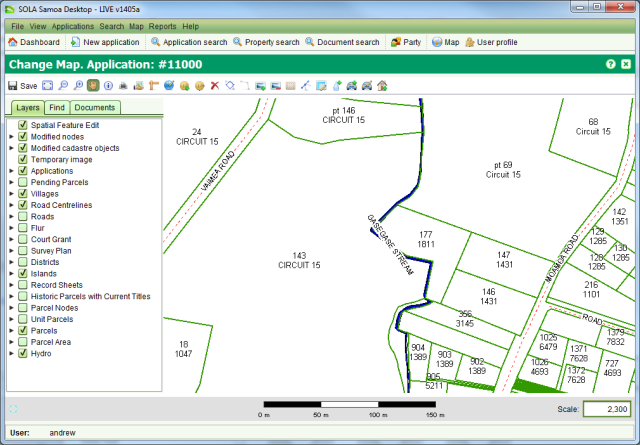 SOLA Samoa Desktop - LIVE v1405a
File View Applications Search Map Reports Help
Dashboard New application Application search Property search Document search Party Map User profile
Change Map. Application: #11000
Save
Layers Find Documents
Spatial Feature Edit
Modified nodes
Modified cadastre objects
Temporary image
Applications
Pending Parcels
Villages
Road Centrelines
Roads
Flur
Court Grant
Survey Plan
Districts
Islands
Record Sheets
Historic Parcels with Current Titles
Parcel Nodes
Unit Parcels
Parcels
Parcel Area
Hydro
24
CIRCUIT 15
VAIMEA ROAD
pt 146
CIRCUIT 15
68
Circuit 15
pt 69
Circuit 15
142
1351
129
1285
130
1285
128
1285
MOAMOA ROAD
GASEGASE STREAM
177
1811
143
CIRCUIT 15
147
1431
146
1431
216
1101
ROAD
356
3145
18
1047
904
1389
903
1389
902
1389
905
5211
1025
6479
1026
4693
1371
7628
1372
7628
1379
7832
727
4693
0 m 50 m 100 m 150 m
Scale: 2,300
User: andrew